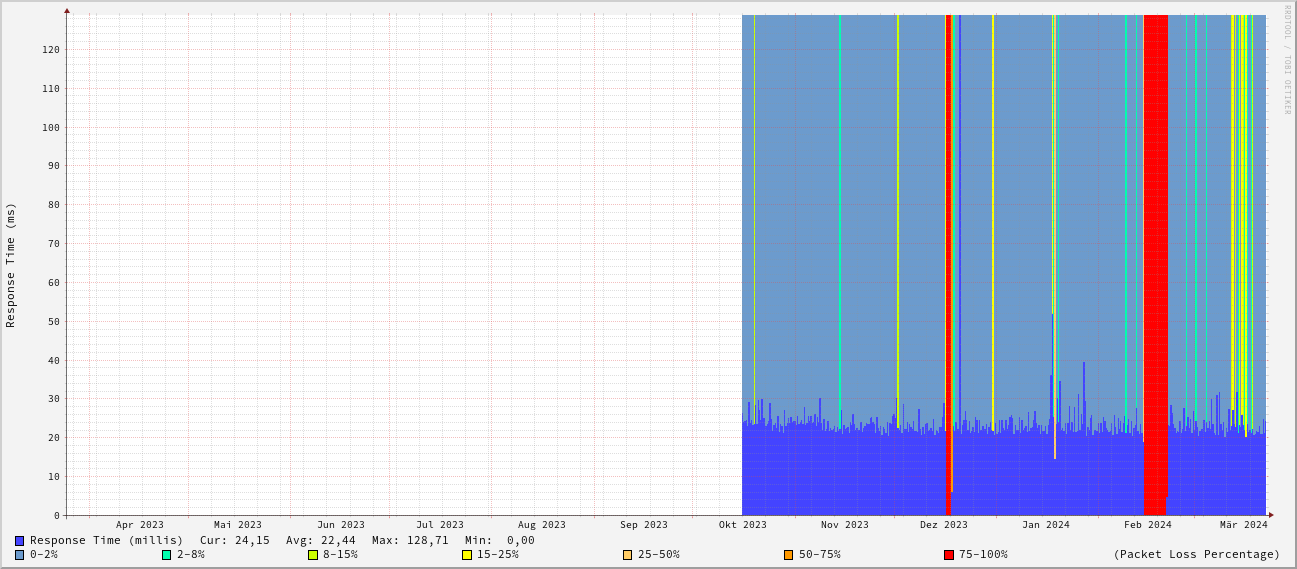 RRDTOOL / TOBI OETIKER
Response Time (ms)
120
110
100
90
80
70
60
50
40
30
20
10
0
Apr 2023 Mai 2023 Jun 2023 Jul 2023 Aug 2023 Sep 2023 Okt 2023 Nov 2023 Dez 2023 Jan 2024 Feb 2024 Mär 2024
Response Time (millis) Cur: 24,15 Avg: 22,44 Max: 128,71 Min: 0,00
0-2% 2-8% 8-15% 15-25% 25-50% 50-75% 75-100% (Packet Loss Percentage)